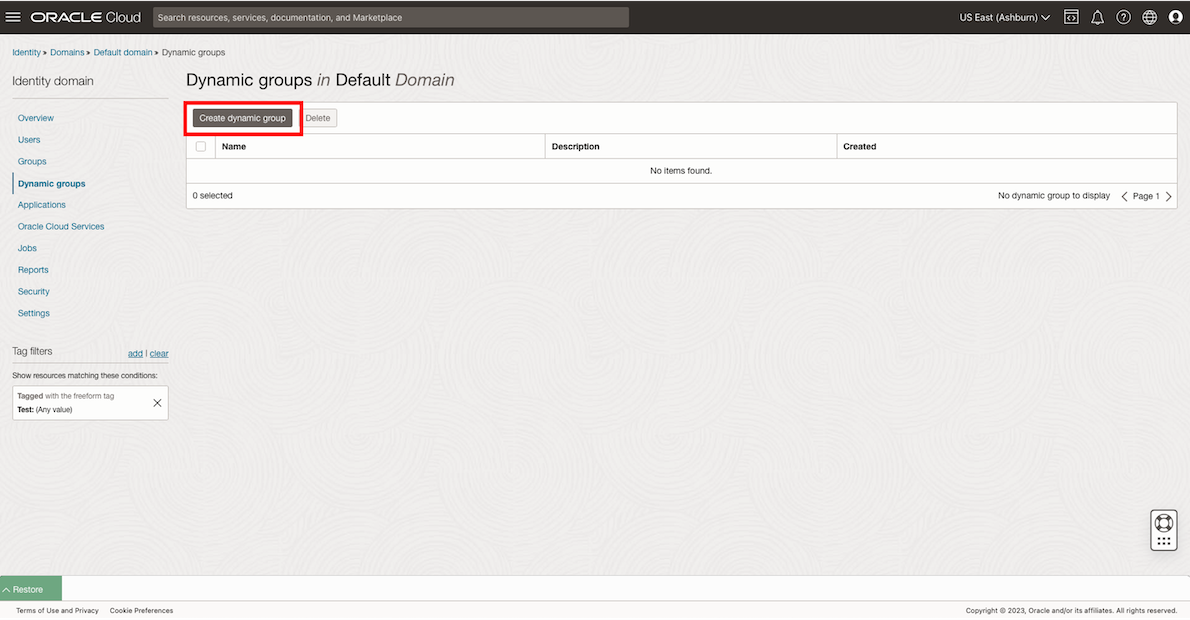 ORACLE Cloud
Search resources, services, documentation, and Marketplace
US East (Ashburn)
Identity » Domains » Default domain » Dynamic groups
Identity domain
Overview
Users
Groups
Dynamic groups
Applications
Oracle Cloud Services
Jobs
Reports
Security
Settings
Tag filters
add | clear
Show resources matching these conditions:
Tagged with the freeform tag
Test: (Any value)
Dynamic groups in Default Domain
Create dynamic group
Delete
Name Description Created
No items found.
0 selected
No dynamic group to display
Page 1
Restore
Terms of Use and Privacy Cookie Preferences
Copyright © 2023, Oracle and/or its affiliates. All rights reserved.